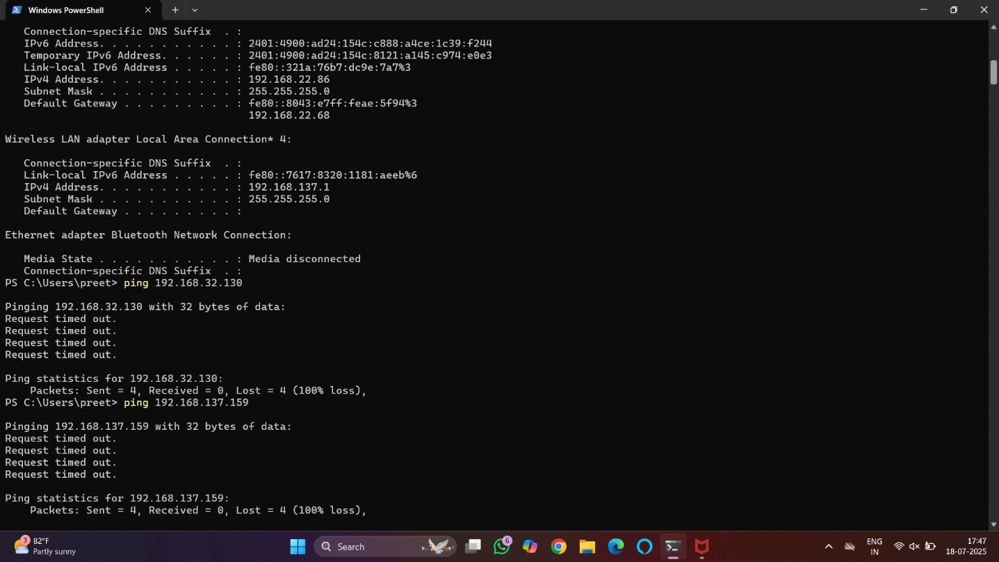 Windows PowerShell
Connection-specific DNS Suffix  . :
IPv6 Address. . . . . . . . . . . : 2401:4900:ad24:154c:c888:a4ce:1c39:f244
Temporary IPv6 Address. . . . . . : 2401:4900:ad24:154c:8121:a145:c974:e0e3
Link-local IPv6 Address . . . . . : fe80::321a:76b7:dc9e:7a7%3
IPv4 Address. . . . . . . . . . . : 192.168.22.86
Subnet Mask . . . . . . . . . . . : 255.255.255.0
Default Gateway . . . . . . . . . : fe80::8043:e7ff:feae:5f94%3
192.168.22.68
Wireless LAN adapter Local Area Connection* 4:
Connection-specific DNS Suffix  . :
Link-local IPv6 Address . . . . . : fe80::7617:8320:1181:aeeb%6
IPv4 Address. . . . . . . . . . . : 192.168.137.1
Subnet Mask . . . . . . . . . . . : 255.255.255.0
Default Gateway . . . . . . . . . :
Ethernet adapter Bluetooth Network Connection:
Media State . . . . . . . . . . . : Media disconnected
Connection-specific DNS Suffix  . :
PS C:\Users\preet> ping 192.168.32.130
Pinging 192.168.32.130 with 32 bytes of data:
Request timed out.
Request timed out.
Request timed out.
Request timed out.
Ping statistics for 192.168.32.130:
Packets: Sent = 4, Received = 0, Lost = 4 (100% loss),
PS C:\Users\preet> ping 192.168.137.159
Pinging 192.168.137.159 with 32 bytes of data:
Request timed out.
Request timed out.
Request timed out.
Request timed out.
Ping statistics for 192.168.137.159:
Packets: Sent = 4, Received = 0, Lost = 4 (100% loss),
3
82°F
Partly sunny
Search
6
ENG
IN
17:47
18-07-2025